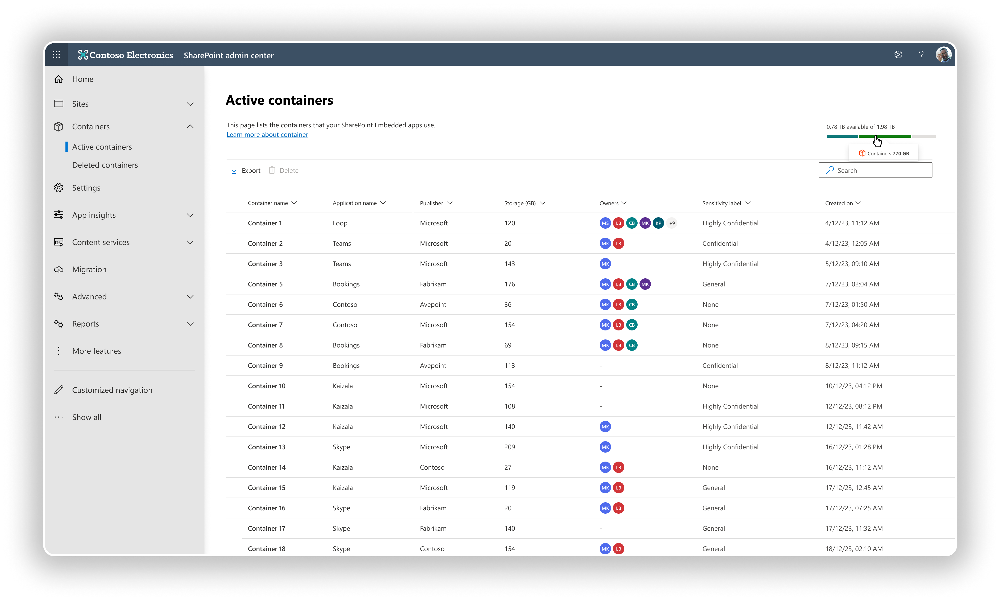 Contoso Electronics SharePoint admin center ?
Home
Sites
Containers
Active containers
Deleted containers
Settings
App insights
Content services
Migration
Advanced
Reports
More features
Customized navigation
Show all
Active containers
This page lists the containers that your SharePoint Embedded apps use.
Learn more about container
0.78 TB available of 1.98 TB
Containers 770 GB
Export Delete
Search
Container name Application name Publisher Storage (GB) Owners Sensitivity label Created on
Container 1 Loop Microsoft 120 MS LB CB MK KP +9 Highly Confidential 4/12/23, 11:12 AM
Container 2 Teams Microsoft 20 MK LB Confidential 4/12/23, 12:05 AM
Container 3 Teams Microsoft 143 MK Highly Confidential 5/12/23, 09:10 AM
Container 5 Bookings Fabrikam 176 MK LB CB MK General 7/12/23, 02:04 AM
Container 6 Contoso Avepoint 36 MK LB CB None 7/12/23, 01:50 AM
Container 7 Contoso Microsoft 154 MK LB CB None 7/12/23, 04:20 AM
Container 8 Bookings Fabrikam 69 MK LB CB None 8/12/23, 09:15 AM
Container 9 Bookings Avepoint 113 - Confidential 8/12/23, 11:12 AM
Container 10 Kaizala Microsoft 154 - None 10/12/23, 04:12 PM
Container 11 Kaizala Microsoft 108 - Highly Confidential 12/12/23, 08:12 PM
Container 12 Kaizala Microsoft 140 MK Highly Confidential 12/12/23, 11:42 AM
Container 13 Skype Microsoft 209 MK Highly Confidential 16/12/23, 01:28 PM
Container 14 Kaizala Contoso 27 MK LB None 16/12/23, 11:12 AM
Container 15 Kaizala Microsoft 119 MK LB General 17/12/23, 12:45 AM
Container 16 Skype Fabrikam 20 MK LB General 17/12/23, 07:25 AM
Container 17 Skype Fabrikam 140 - General 17/12/23, 11:32 AM
Container 18 Skype Contoso 154 MK LB General 18/12/23, 02:10 AM